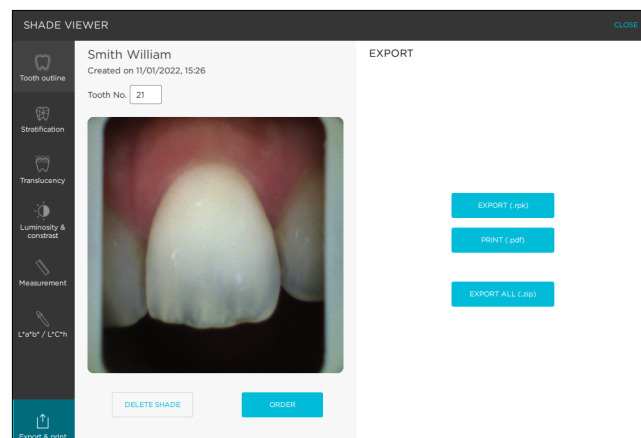 SHADE VIEWER
CLOSE
Tooth outline
Stratification
Translucency
Luminosity &
constrast
Measurement
L*a*b* / L*C*h
Export & print
Smith William
Created on 11/01/2022, 15:26
Tooth No. 21
DELETE SHADE
ORDER
EXPORT
EXPORT (.rpk)
PRINT (.pdf)
EXPORT ALL (.zip)